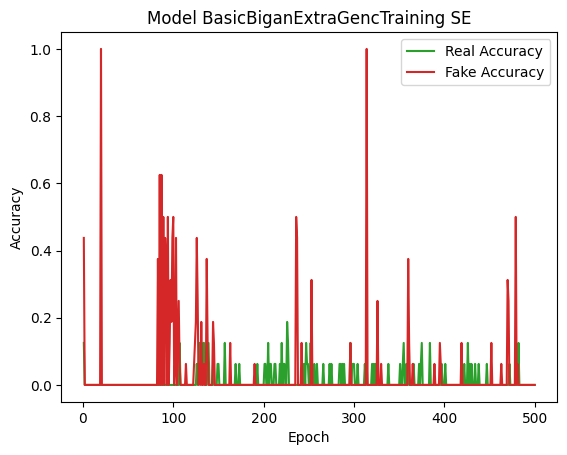 Model BasicBiganExtraGencTraining SE
Real Accuracy
Fake Accuracy
Accuracy
1.0
0.8
0.6
0.4
0.2
0.0
0
100
200
300
400
500
Epoch